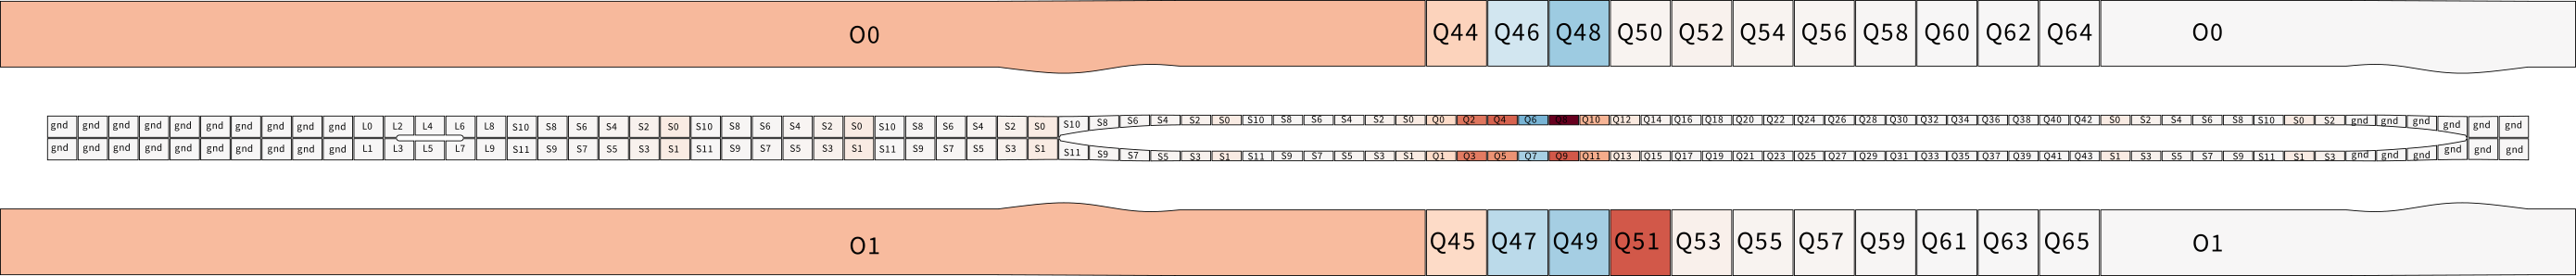 O0 Q44 Q46 Q48 Q50 Q52 Q54 Q56 Q58 Q60 Q62 Q64 O0
gnd gnd gnd gnd gnd gnd gnd gnd gnd gnd L0 L2 L4 L6 L8 S10 S8 S6 S4 S2 S0 S10 S8 S6 S4 S2 S0 S10 S8 S6 S4 S2 S0 S10 S8 S6 S4 S2 S0 S10 S8 S6 S4 S2 S0 Q0 Q2 Q4 Q6 Q10 Q12 Q14 Q16 Q18 Q20 Q22 Q24 Q26 Q28 Q30 Q32 Q34 Q36 Q38 Q40 Q42 S0 S2 S4 S6 S8 S10 S0 S2 gnd gnd gnd gnd gnd gnd
gnd gnd gnd gnd gnd gnd gnd gnd gnd gnd L1 L3 L5 L7 L9 S11 S9 S7 S5 S3 S1 S11 S9 S7 S5 S3 S1 S11 S9 S7 S5 S3 S1 S11 S9 S7 S5 S3 S1 S11 S9 S7 S5 S3 S1 Q1 Q3 Q5 Q7 Q9 Q11 Q13 Q15 Q17 Q19 Q21 Q23 Q25 Q27 Q29 Q31 Q33 Q35 Q37 Q39 Q41 Q43 S1 S3 S5 S7 S9 S11 S1 S3 gnd gnd gnd gnd gnd gnd
O1 Q45 Q47 Q49 Q51 Q53 Q55 Q57 Q59 Q61 Q63 Q65 O1